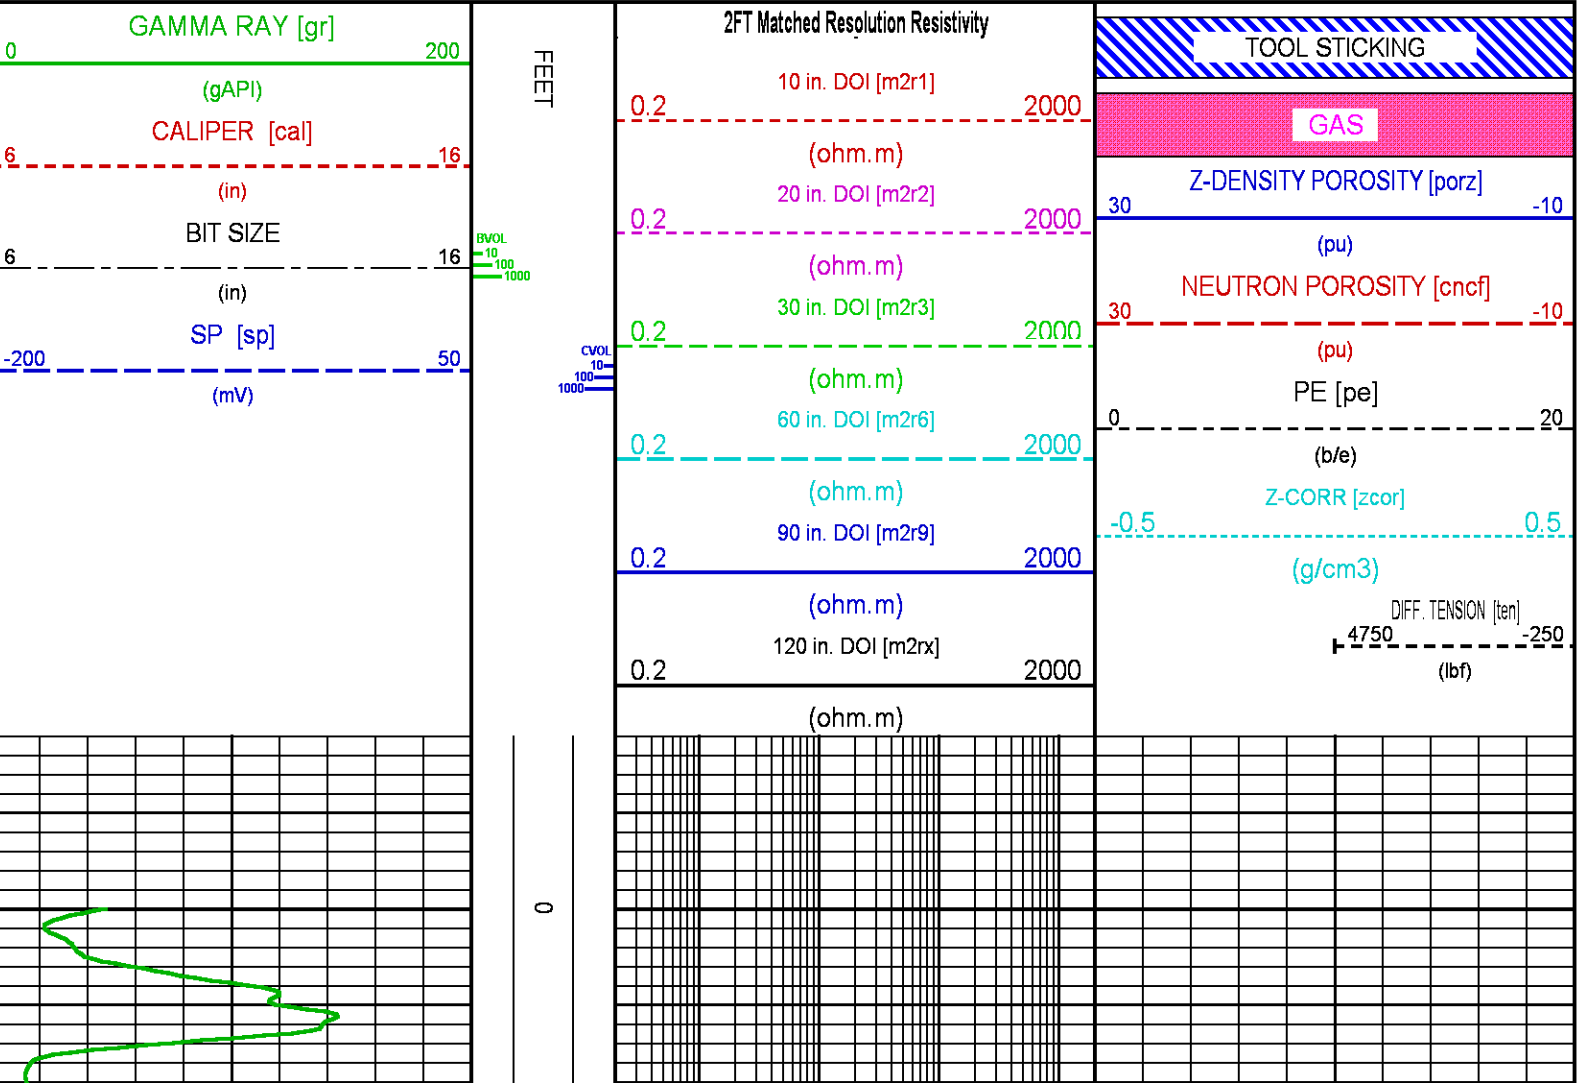 GAMMA RAY [gr]
0 200
(gAPI)
CALIPER [cal]
6 16
(in)
BIT SIZE
6 16
(in)
SP [sp]
-200 50
(mV)
FEET
BVOL
10
100
1000
CVOL
10
100
1000
0
2FT Matched Resolution Resistivity
10 in. DOI [m2r1]
0.2 2000
(ohm.m)
20 in. DOI [m2r2]
0.2 2000
(ohm.m)
30 in. DOI [m2r3]
0.2 2000
(ohm.m)
60 in. DOI [m2r6]
0.2 2000
(ohm.m)
90 in. DOI [m2r9]
0.2 2000
(ohm.m)
120 in. DOI [m2rx]
0.2 2000
(ohm.m)
TOOL STICKING
GAS
Z-DENSITY POROSITY [porz]
30 -10
(pu)
NEUTRON POROSITY [cncf]
30 -10
(pu)
PE [pe]
0 20
(b/e)
Z-CORR [zcor]
-0.5 0.5
(g/cm3)
DIFF. TENSION [ten]
4750 -250
(lbf)